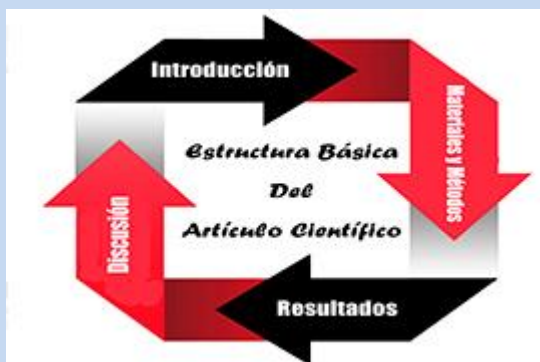 Introducción
Materiales y Métodos
Estructura Básica
Del
Artículo Científico
Discusión
Resultados